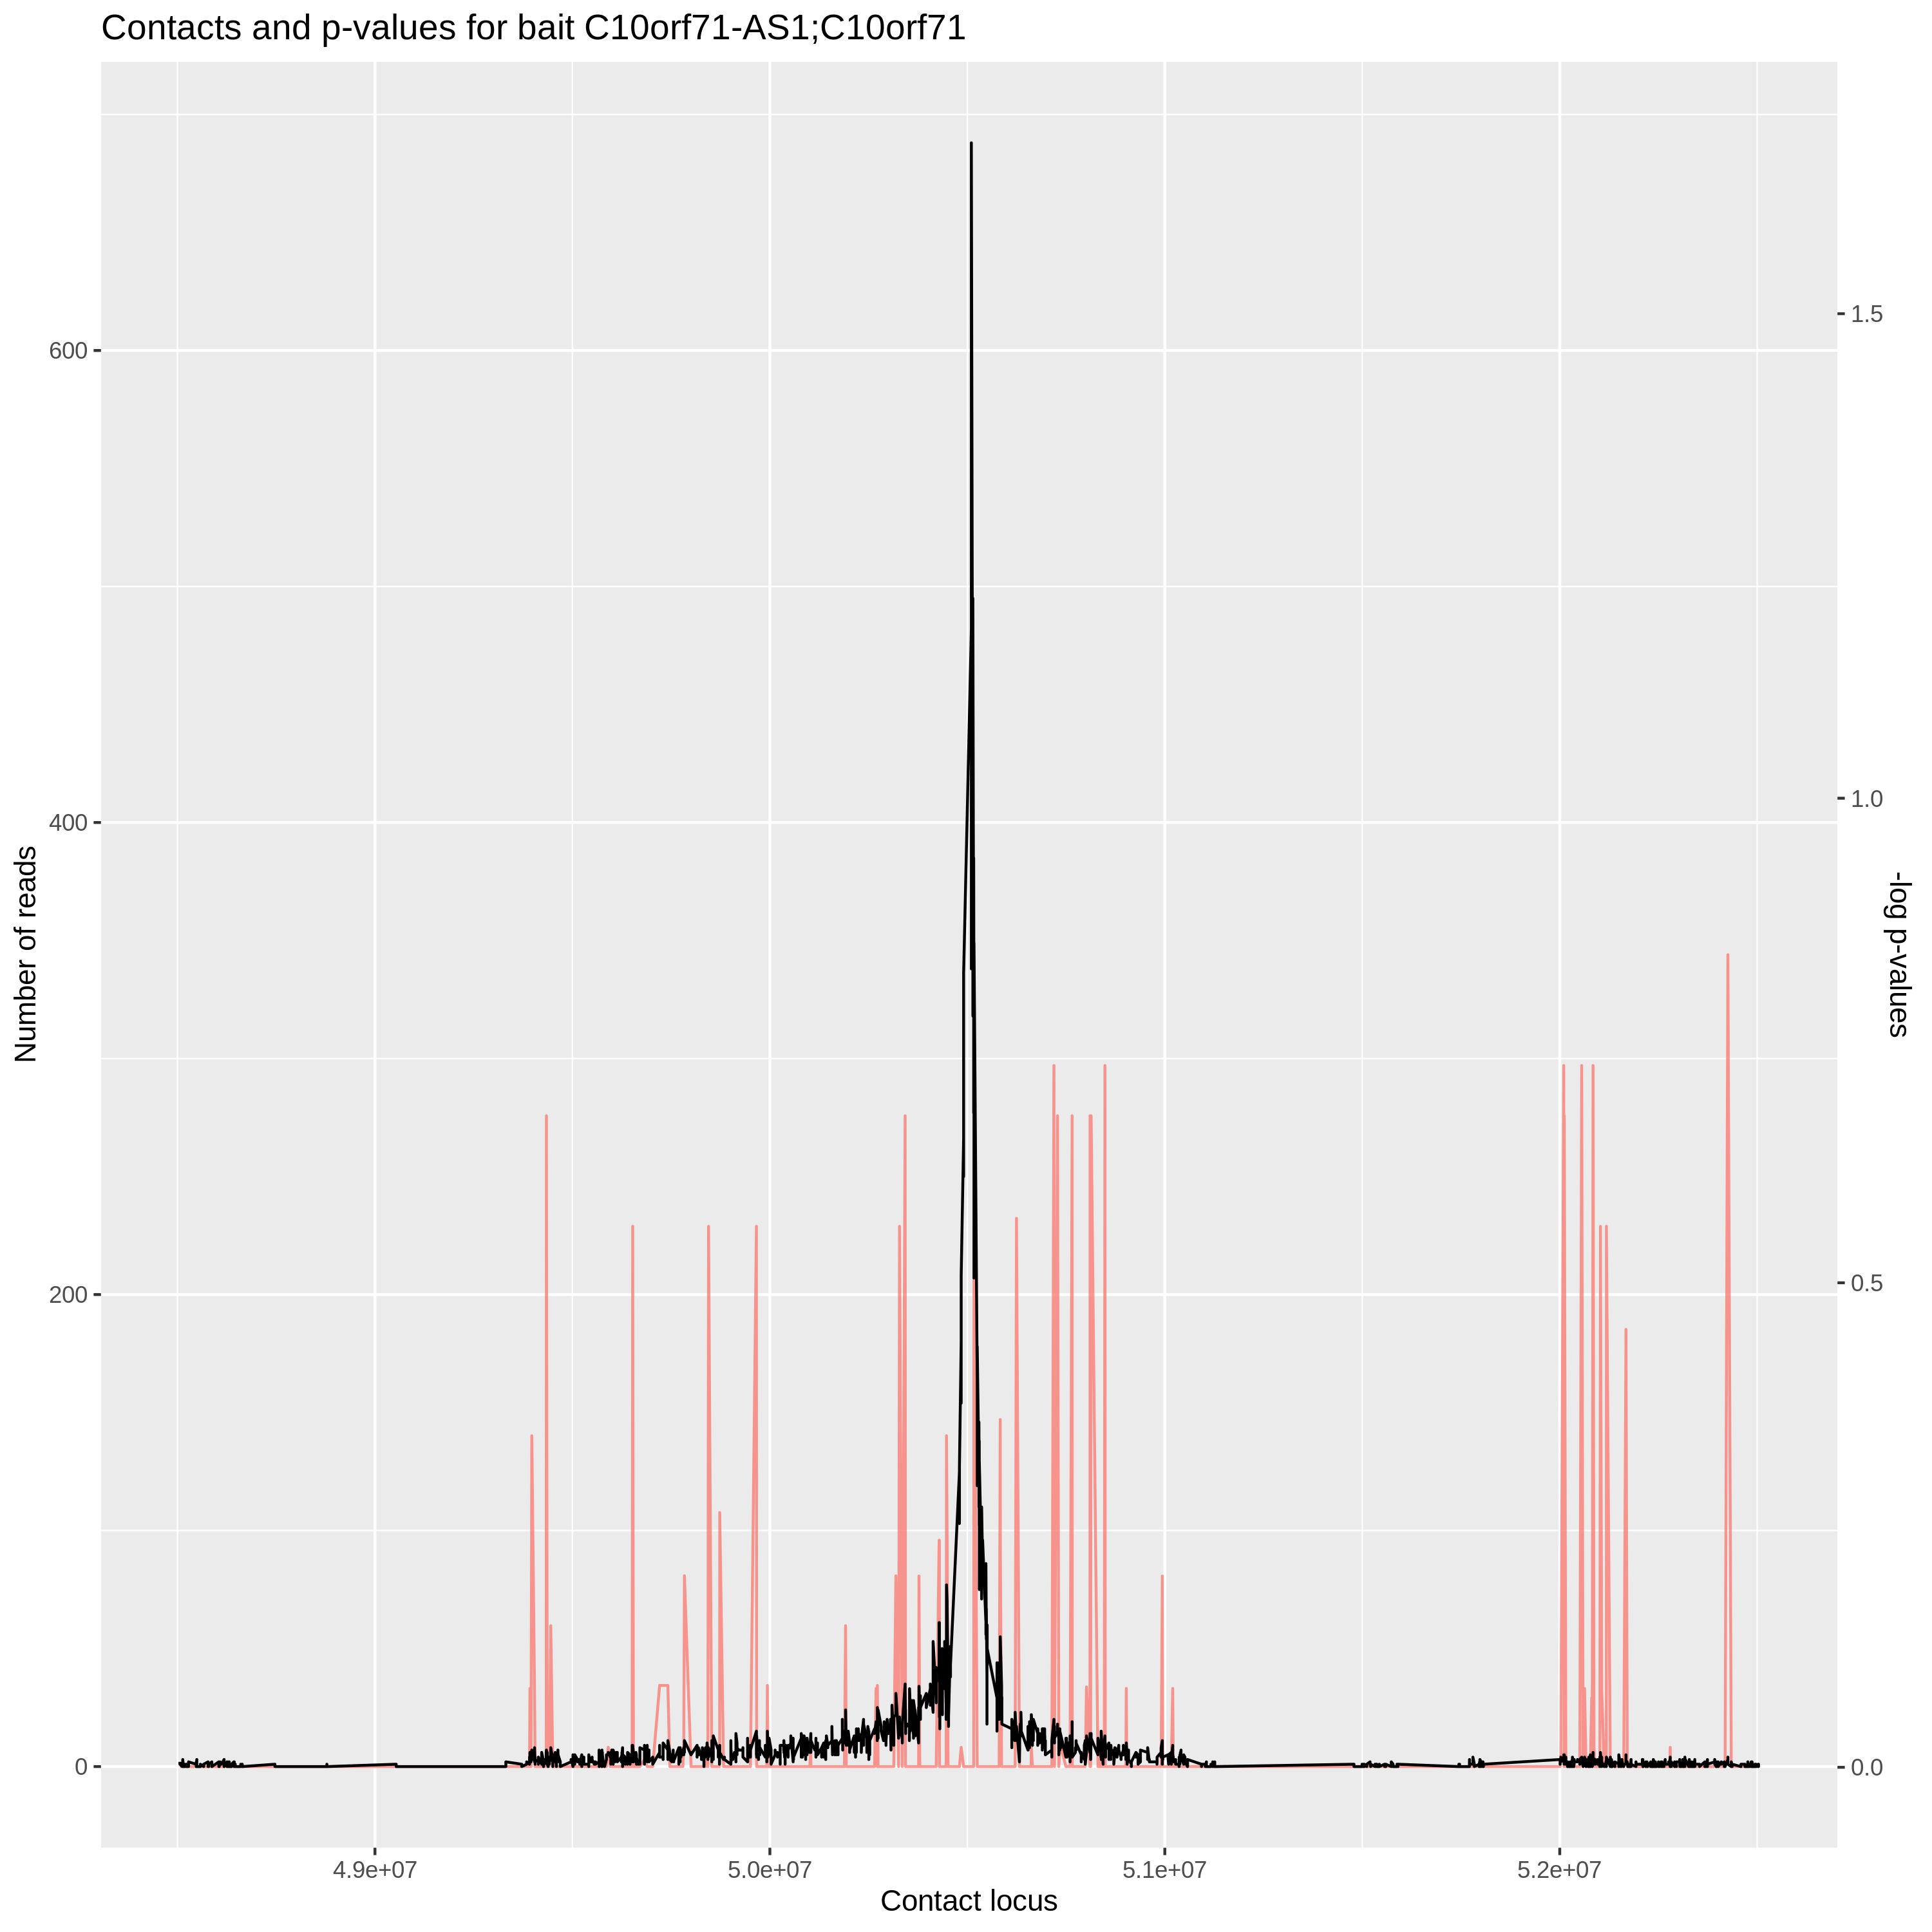 Contacts and p-values for bait C10orf71-AS1;C10orf71
600
400
200
0
1.5
1.0
0.5
0.0
Number of reads
-log p-values
4.9e+07
5.0e+07
5.1e+07
5.2e+07
Contact locus